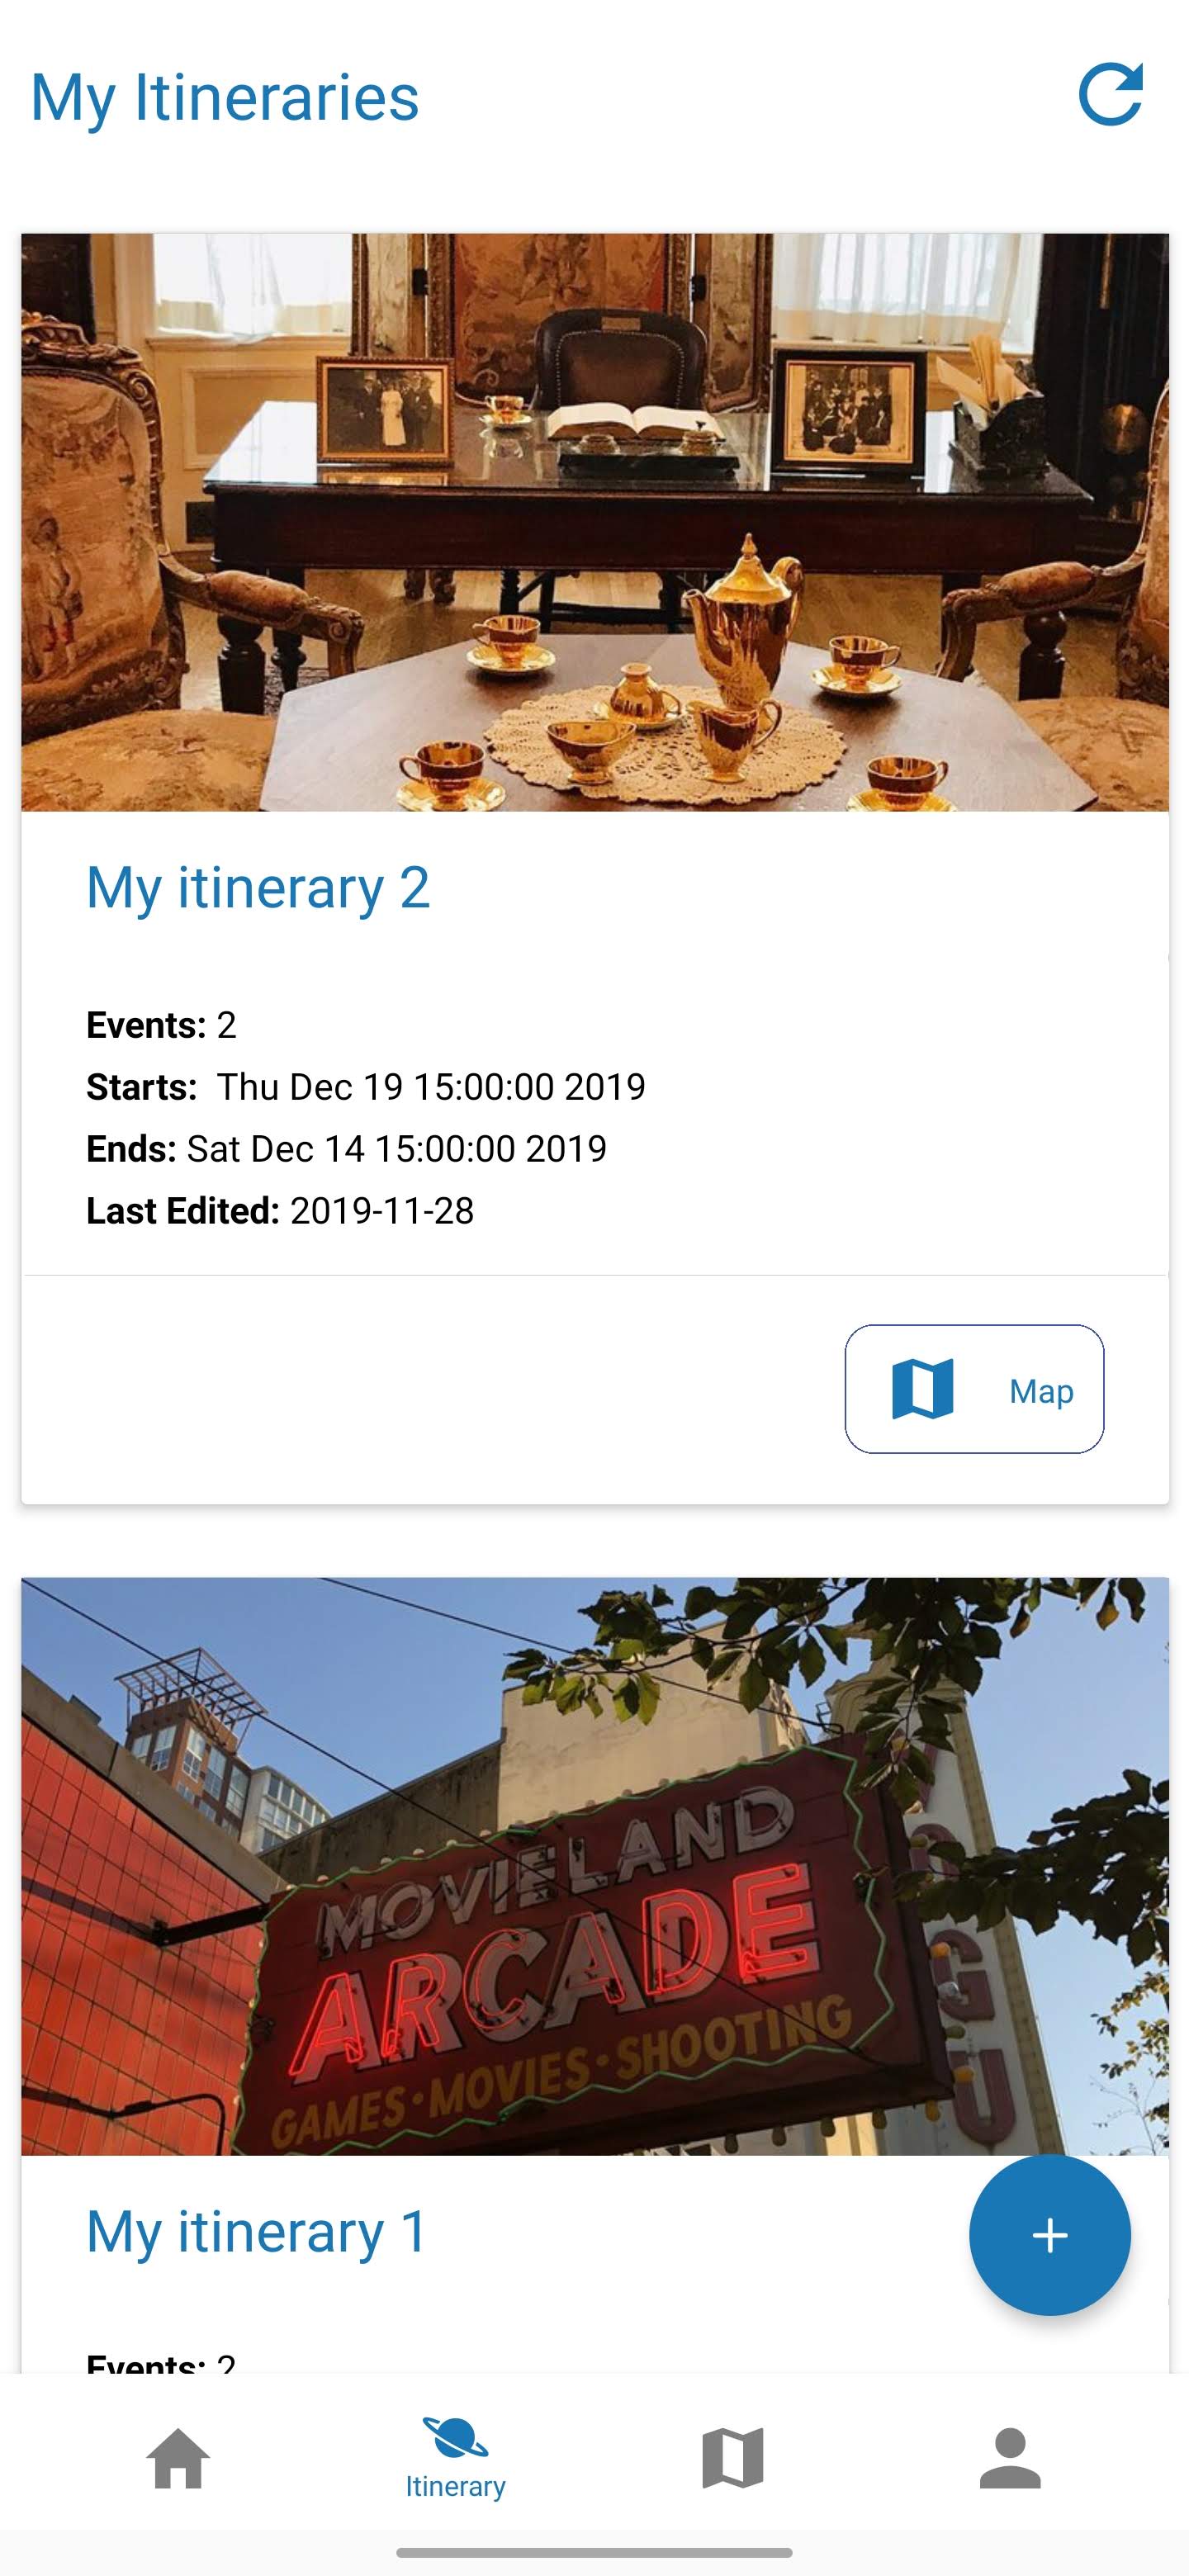 My Itineraries
My itinerary 2
Events: 2
Starts: Thu Dec 19 15:00:00 2019
Ends: Sat Dec 14 15:00:00 2019
Last Edited: 2019-11-28
Map
MOVIELAND
ARCADE
GAMES·MOVIES·SHOOTING
My itinerary 1
Events: 2
Itinerary